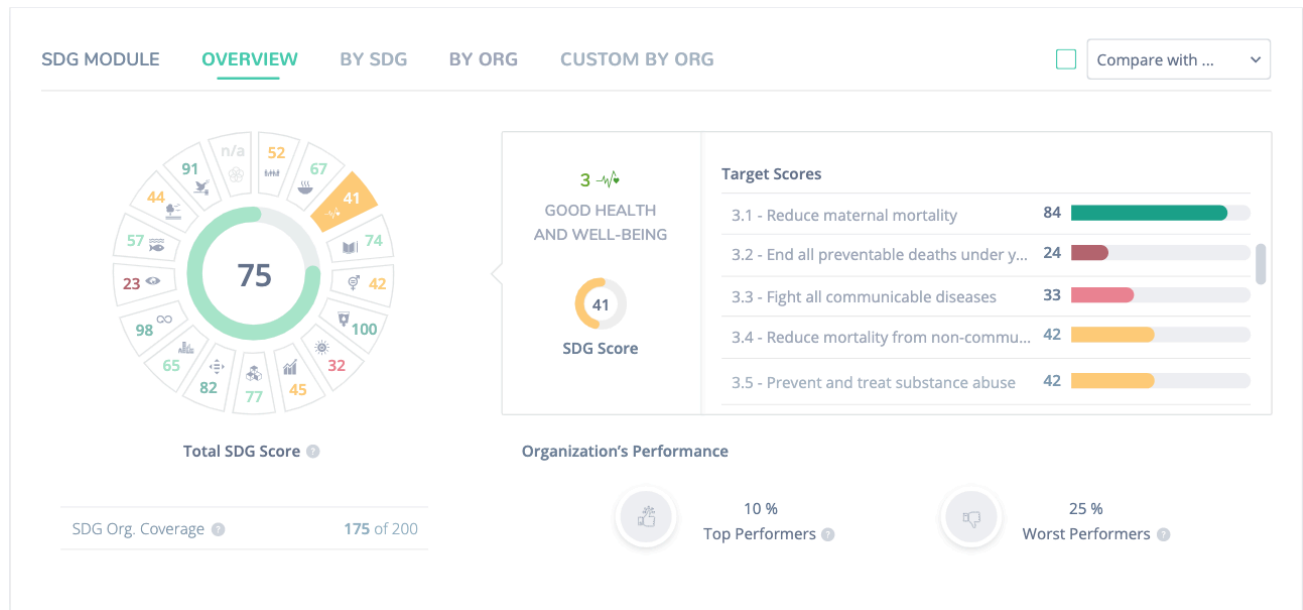 SDG MODULE
OVERVIEW
BY SDG
BY ORG
CUSTOM BY ORG
Compare with ...
n/a
52
67
41
74
42
100
32
45
77
82
65
98
23
57
44
91
75
Total SDG Score ?
SDG Org. Coverage ?
175 of 200
3
GOOD HEALTH
AND WELL-BEING
41
SDG Score
Target Scores
3.1 - Reduce maternal mortality 84
3.2 - End all preventable deaths under y... 24
3.3 - Fight all communicable diseases 33
3.4 - Reduce mortality from non-commu... 42
3.5 - Prevent and treat substance abuse 42
Organization's Performance
10 %
Top Performers ?
25 %
Worst Performers ?